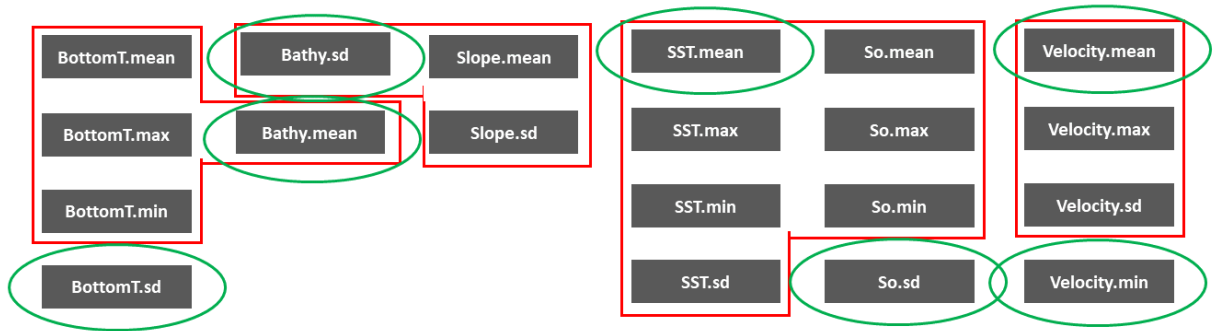 BottomT.mean
Bathy.sd
Slope.mean
SST.mean
So.mean
Velocity.mean
BottomT.max
Bathy.mean
Slope.sd
SST.max
So.max
Velocity.max
BottomT.min
SST.min
So.min
Velocity.sd
BottomT.sd
SST.sd
So.sd
Velocity.min